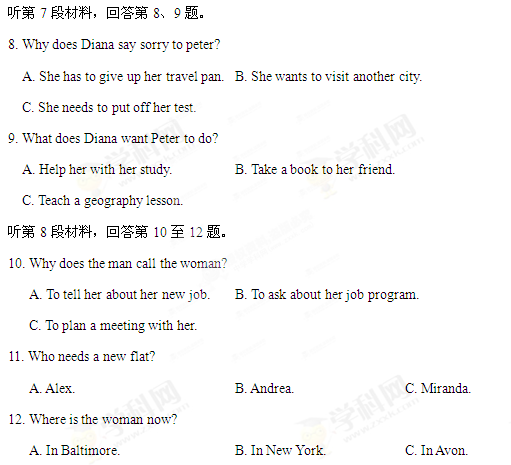 听第 7 段材料，回答第 8、9 题。
8. Why does Diana say sorry to peter?
A. She has to give up her travel pan. B. She wants to visit another city.
C. She needs to put off her test.
9. What does Diana want Peter to do?
A. Help her with her study. B. Take a book to her friend.
C. Teach a geography lesson.
听第 8 段材料，回答第 10 至 12 题。
10. Why does the man call the woman?
A. To tell her about her new job. B. To ask about her job program.
C. To plan a meeting with her.
11. Who needs a new flat?
A. Alex. B. Andrea. C. Miranda.
12. Where is the woman now?
A. In Baltimore. B. In New York. C. In Avon.